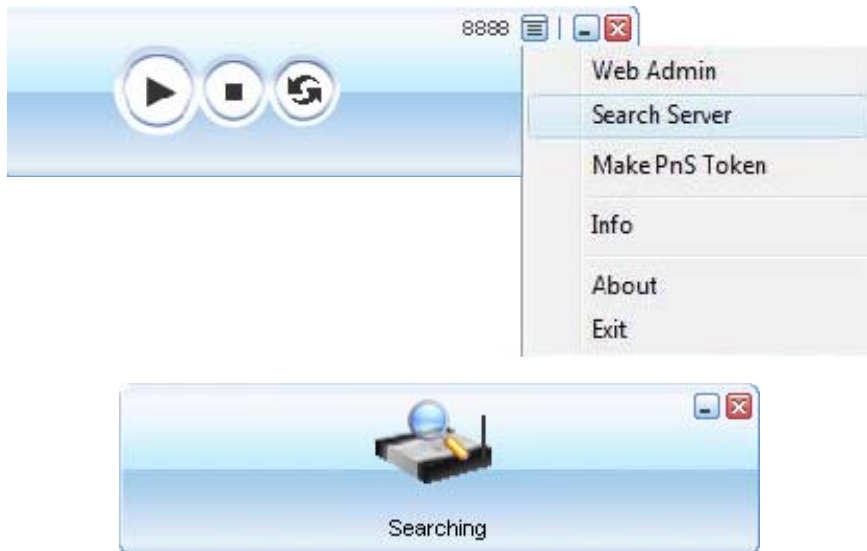 8888
Web Admin
Search Server
Make PnS Token
Info
About
Exit
Searching